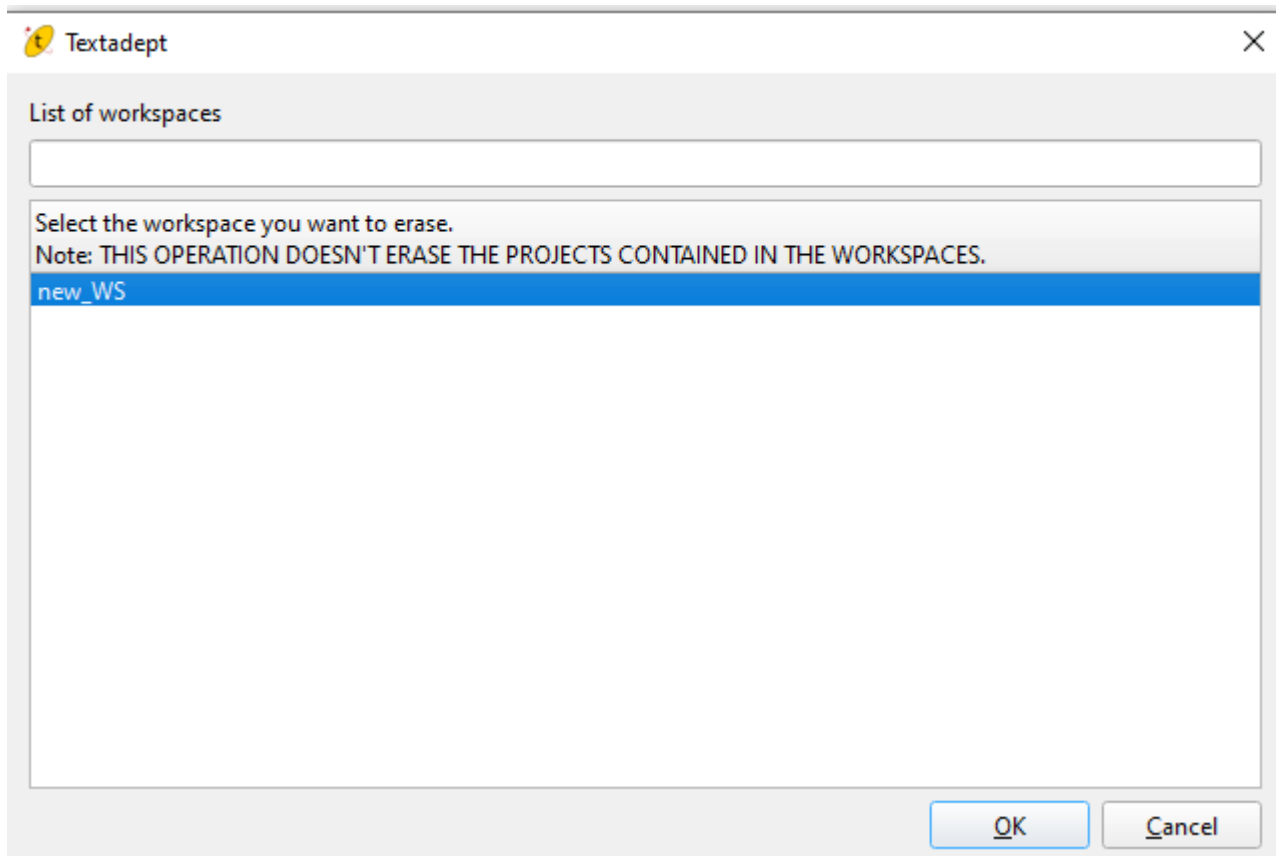 Textadept
List of workspaces
Select the workspace you want to erase.
Note: THIS OPERATION DOESN'T ERASE THE PROJECTS CONTAINED IN THE WORKSPACES.
new_WS
OK
Cancel